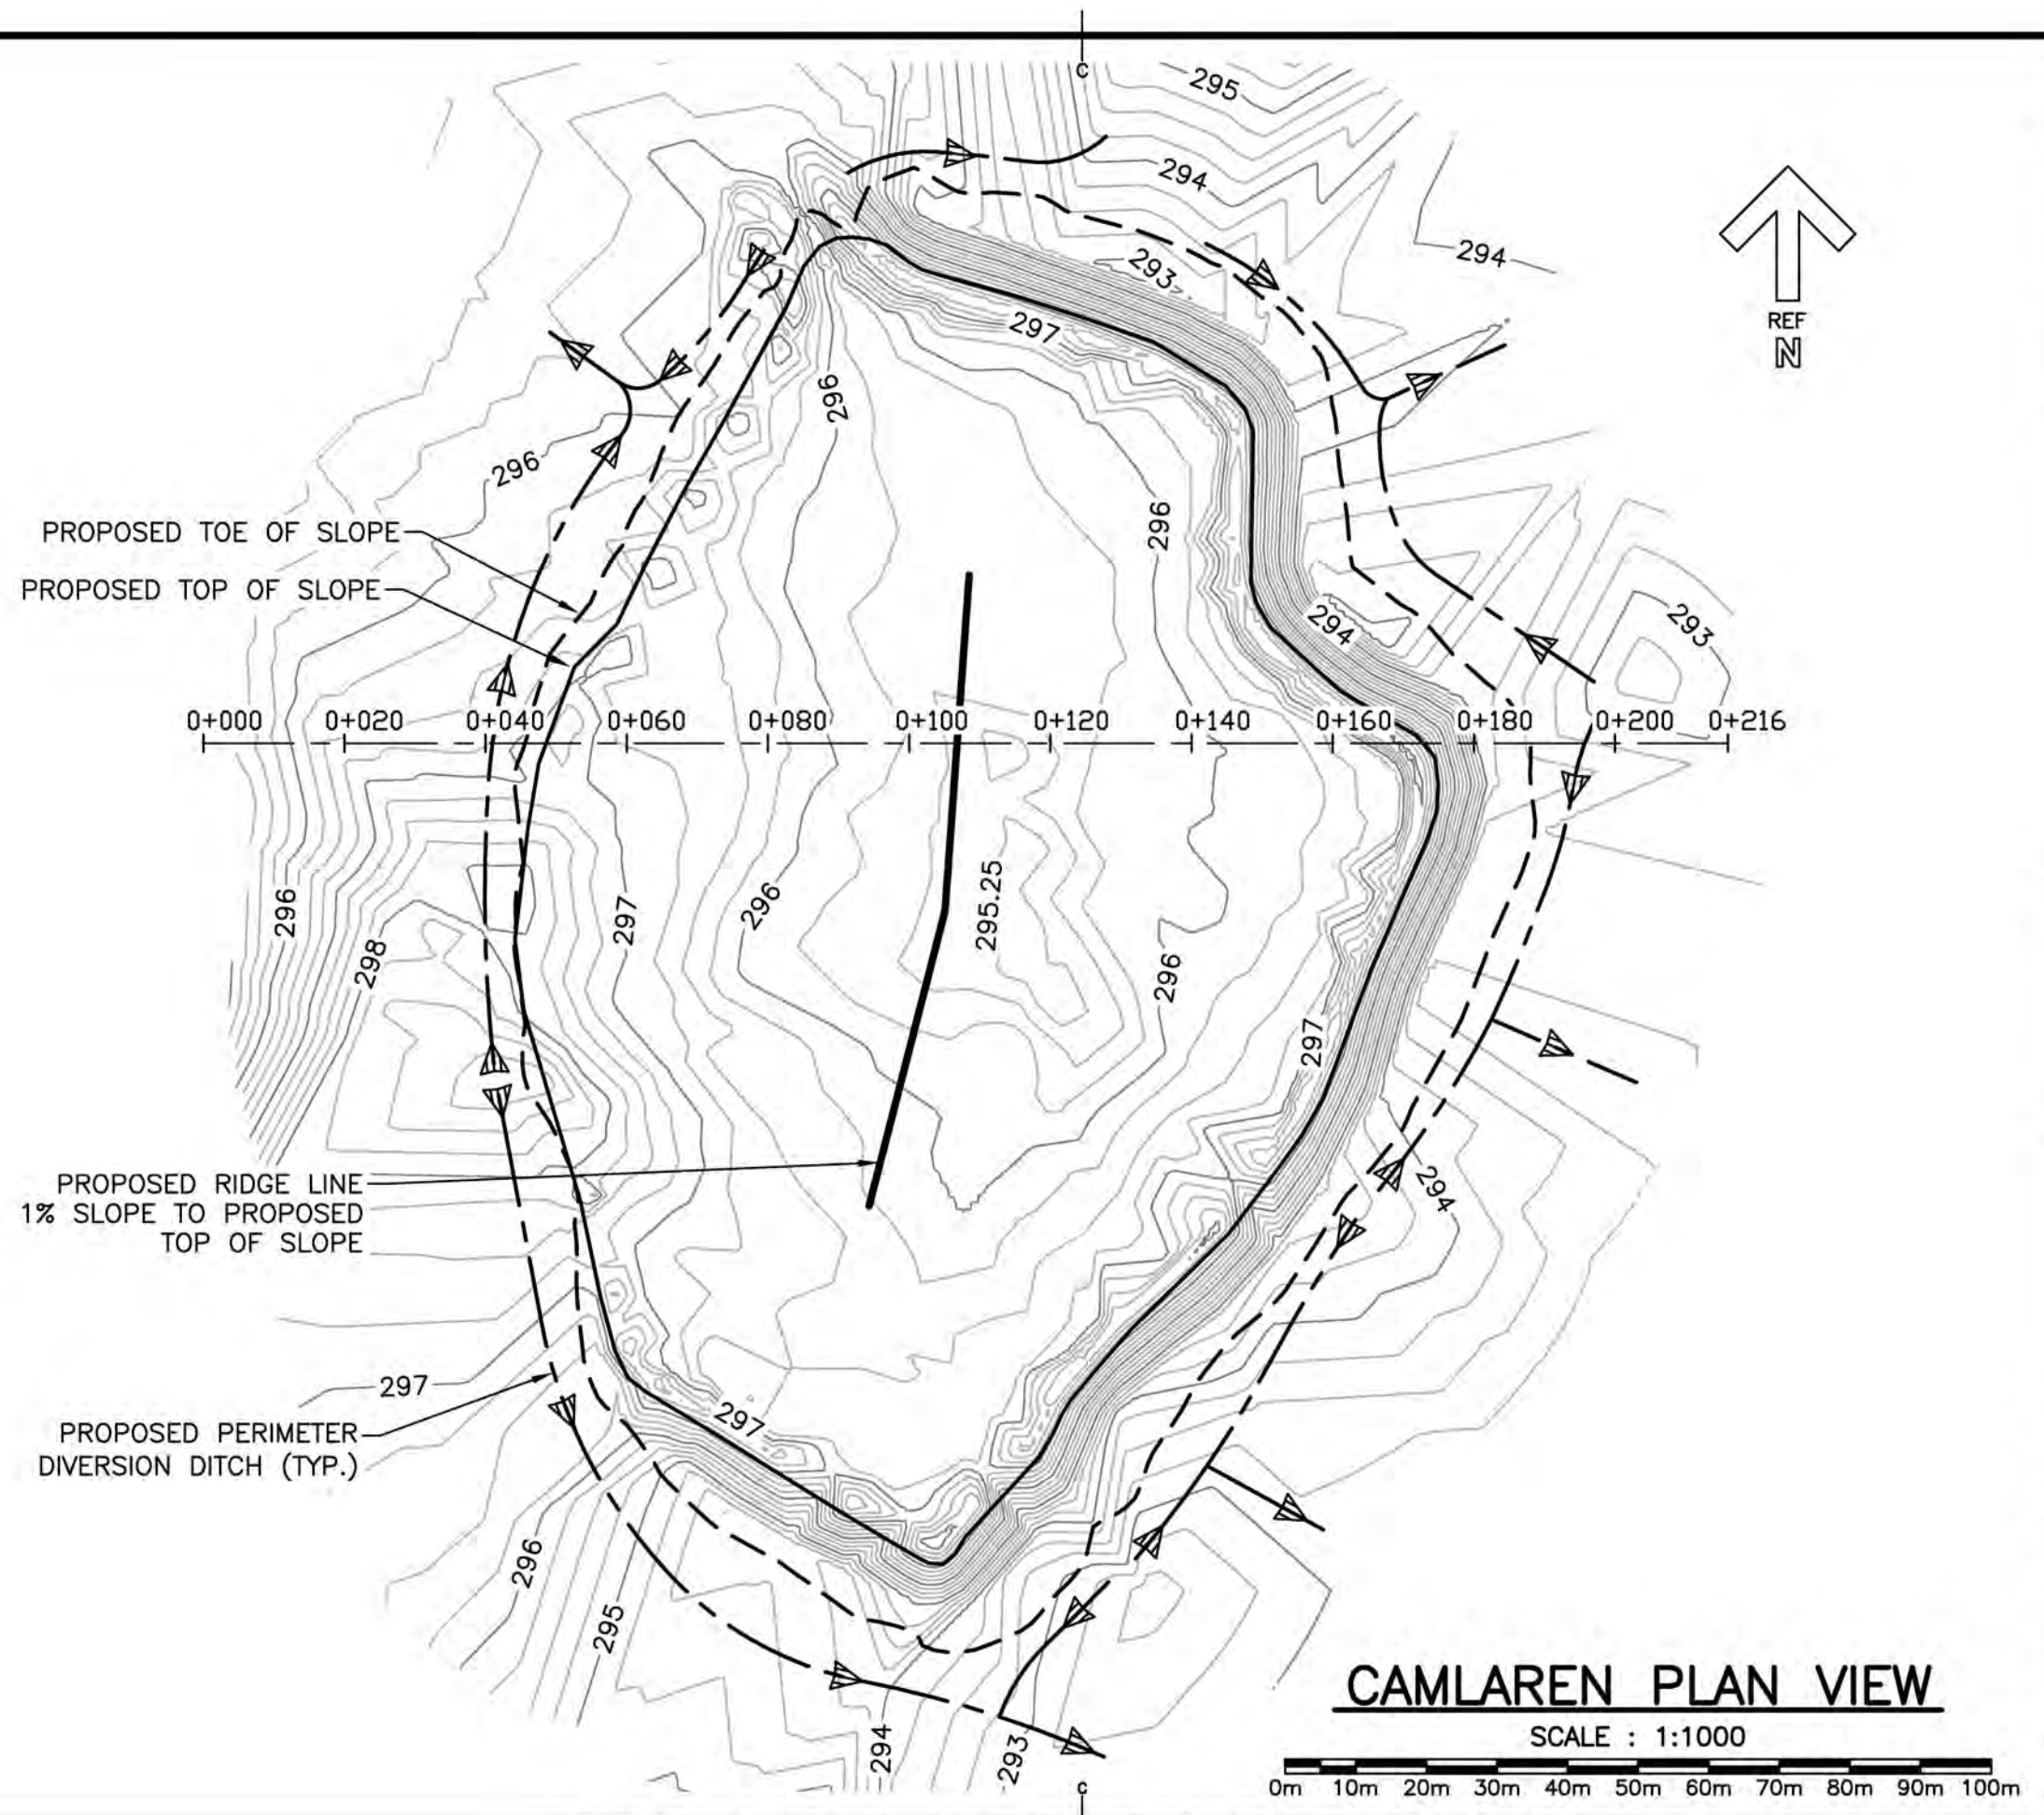 C
295
294
294
293
REF
N
297
296
296
PROPOSED TOE OF SLOPE
296
PROPOSED TOP OF SLOPE
294
293
0+000 0+020 0+040 0+060 0+080 0+100 0+120 0+140 0+160 0+180 0+200 0+216
296
298
297
296
295.25
296
297
PROPOSED RIDGE LINE
1% SLOPE TO PROPOSED
TOP OF SLOPE
294
297
297
PROPOSED PERIMETER
DIVERSION DITCH (TYP.)
296
295
294
293
C
CAMLAREN PLAN VIEW
SCALE : 1:1000
0m 10m 20m 30m 40m 50m 60m 70m 80m 90m 100m